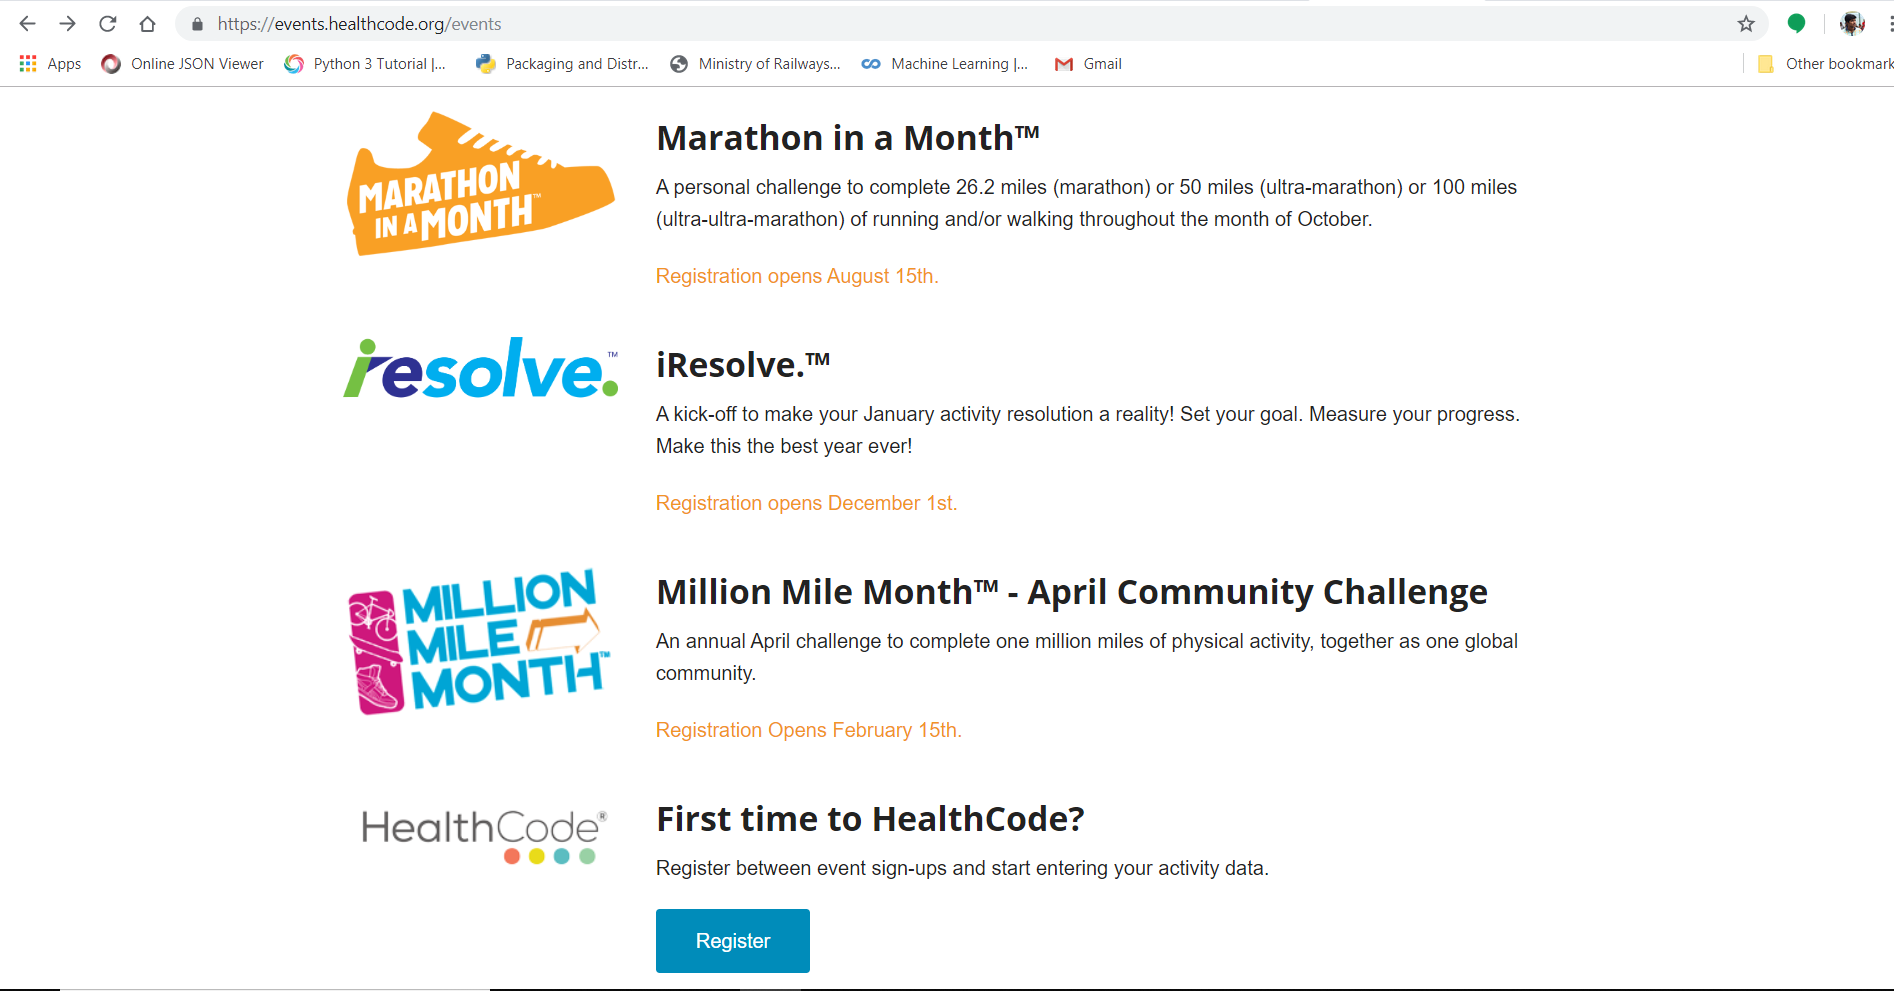 https://events.healthcode.org/events
Apps Online JSON Viewer Python 3 Tutorial |... Packaging and Distr... Ministry of Railways... Machine Learning |... Gmail Other bookmark
MARATHON
IN A MONTH™
Marathon in a Month™
A personal challenge to complete 26.2 miles (marathon) or 50 miles (ultra-marathon) or 100 miles
(ultra-ultra-marathon) of running and/or walking throughout the month of October.
Registration opens August 15th.
iresolve.™
iResolve.™
A kick-off to make your January activity resolution a reality! Set your goal. Measure your progress.
Make this the best year ever!
Registration opens December 1st.
MILLION
MILE
MONTH™
Million Mile Month™ - April Community Challenge
An annual April challenge to complete one million miles of physical activity, together as one global
community.
Registration Opens February 15th.
HealthCode®
First time to HealthCode?
Register between event sign-ups and start entering your activity data.
Register